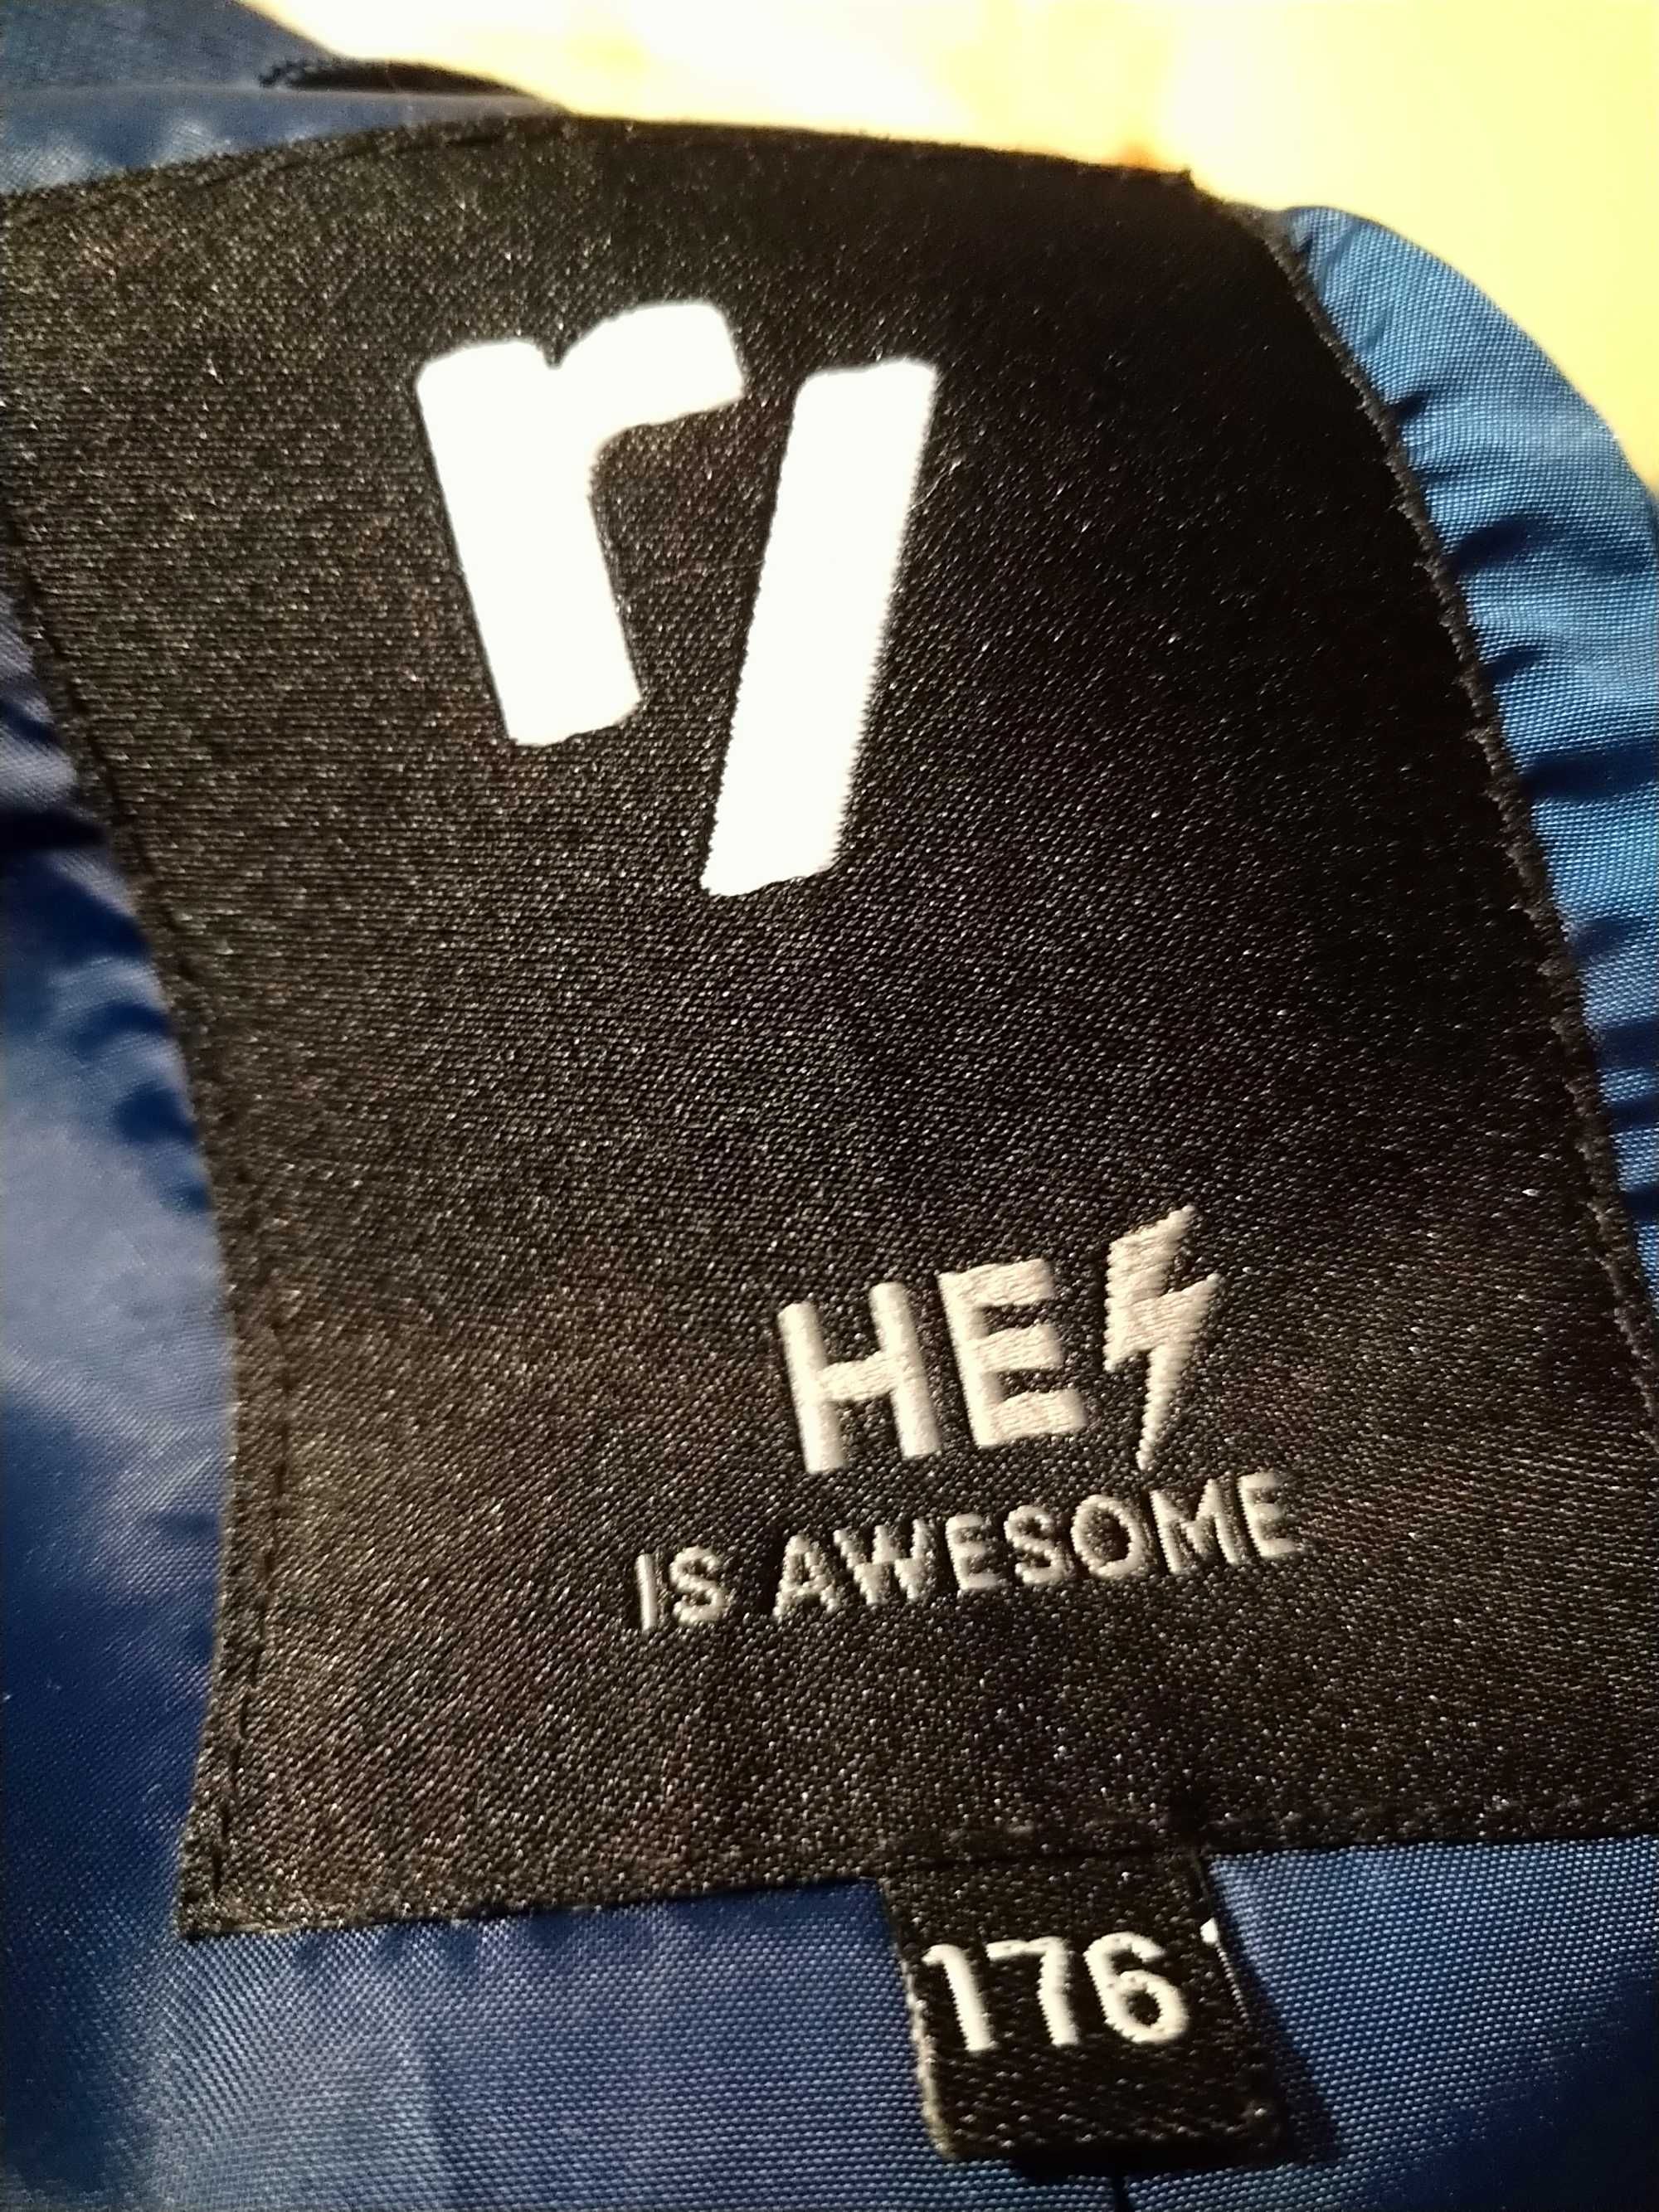 r/
HE
IS AWESOME
176